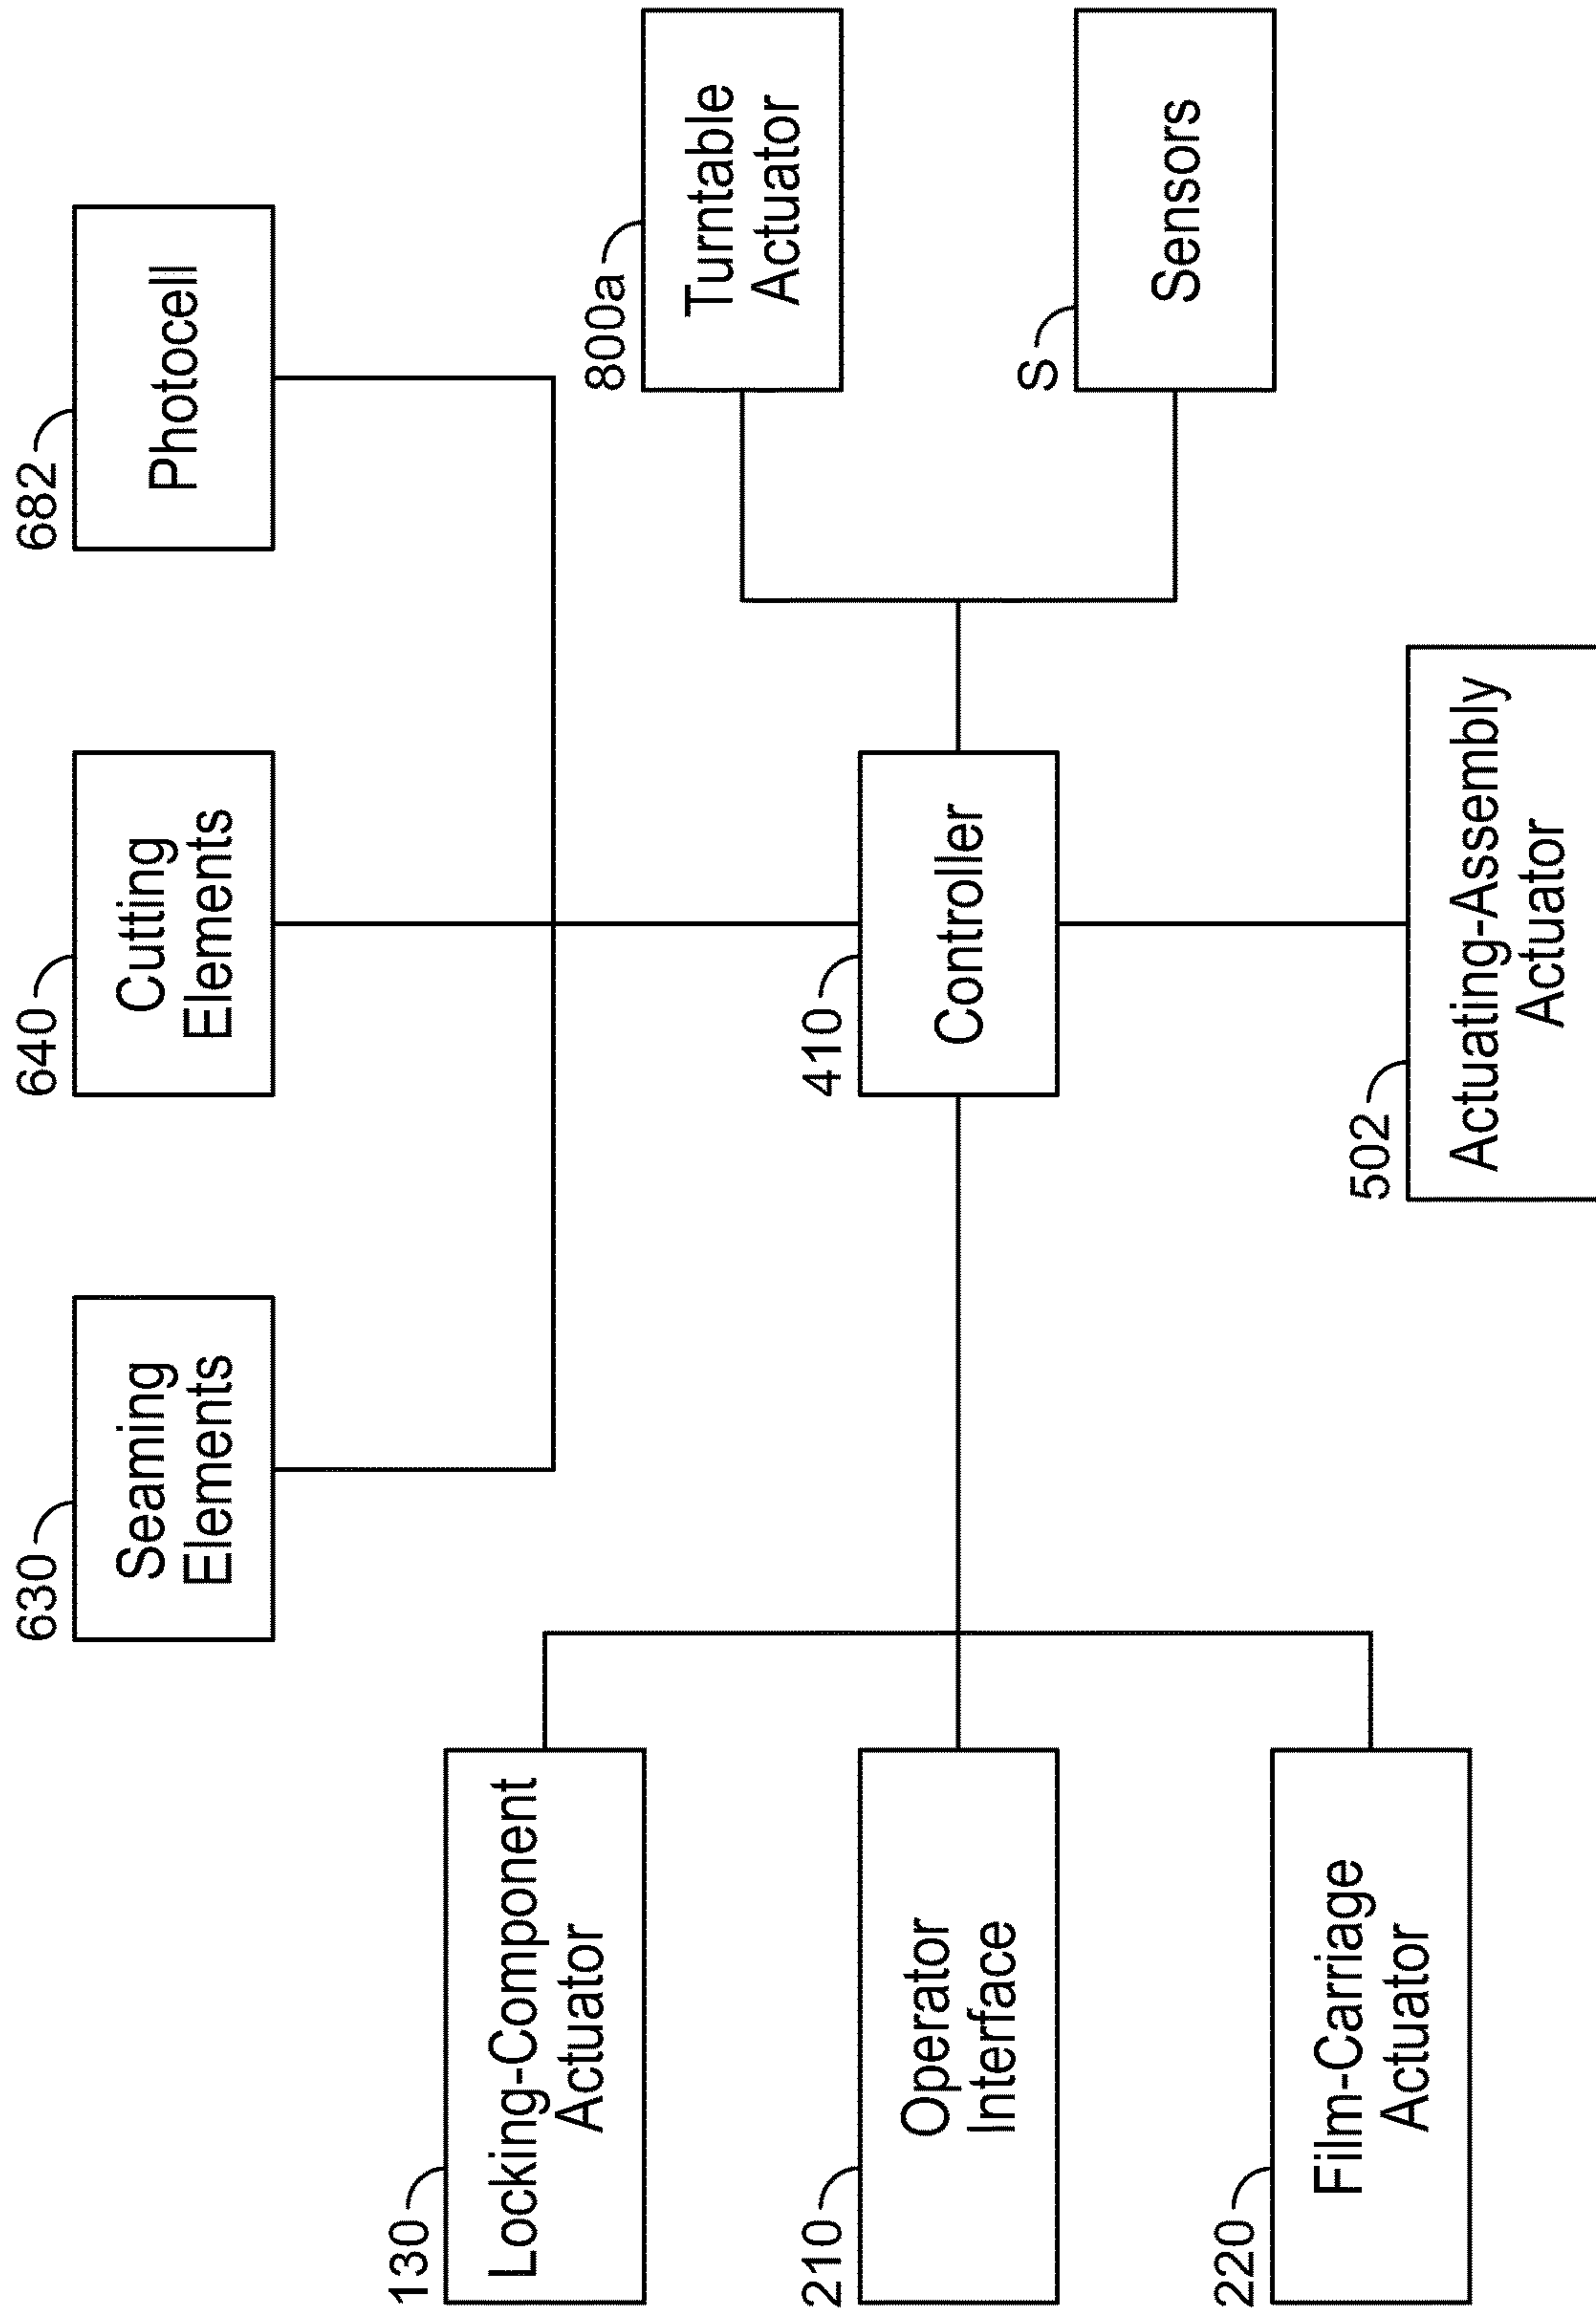 630
Seaming
Elements
640
Cutting
Elements
682
Photocell
130
Locking-Component
Actuator
800a
Turntable
Actuator
210
Operator
Interface
410
Controller
S
Sensors
220
Film-Carriage
Actuator
502
Actuating-Assembly
Actuator